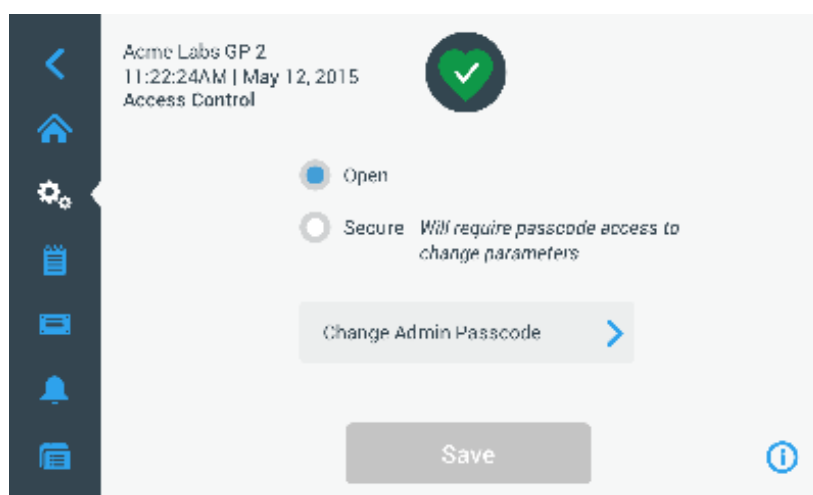 Acme Labs GP 2
11:22:24AM | May 12, 2015
Access Control
Open
Secure Will require passcode access to
change parameters
Change Admin Passcode
Save